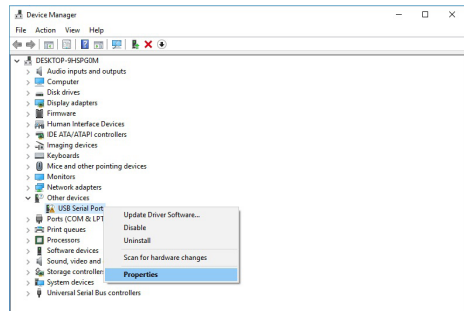 Device Manager
File Action View Help
DESKTOP-9HSPG0M
Audio inputs and outputs
Computer
Disk drives
Display adapters
Firmware
Human Interface Devices
IDE ATA/ATAPI controllers
Imaging devices
Keyboards
Mice and other pointing devices
Monitors
Network adapters
Other devices
USB Serial Port
Ports (COM & LPT
Print queues
Processors
Software devices
Sound, video and
Storage controller
System devices
Universal Serial Bus controllers
Update Driver Software...
Disable
Uninstall
Scan for hardware changes
Properties